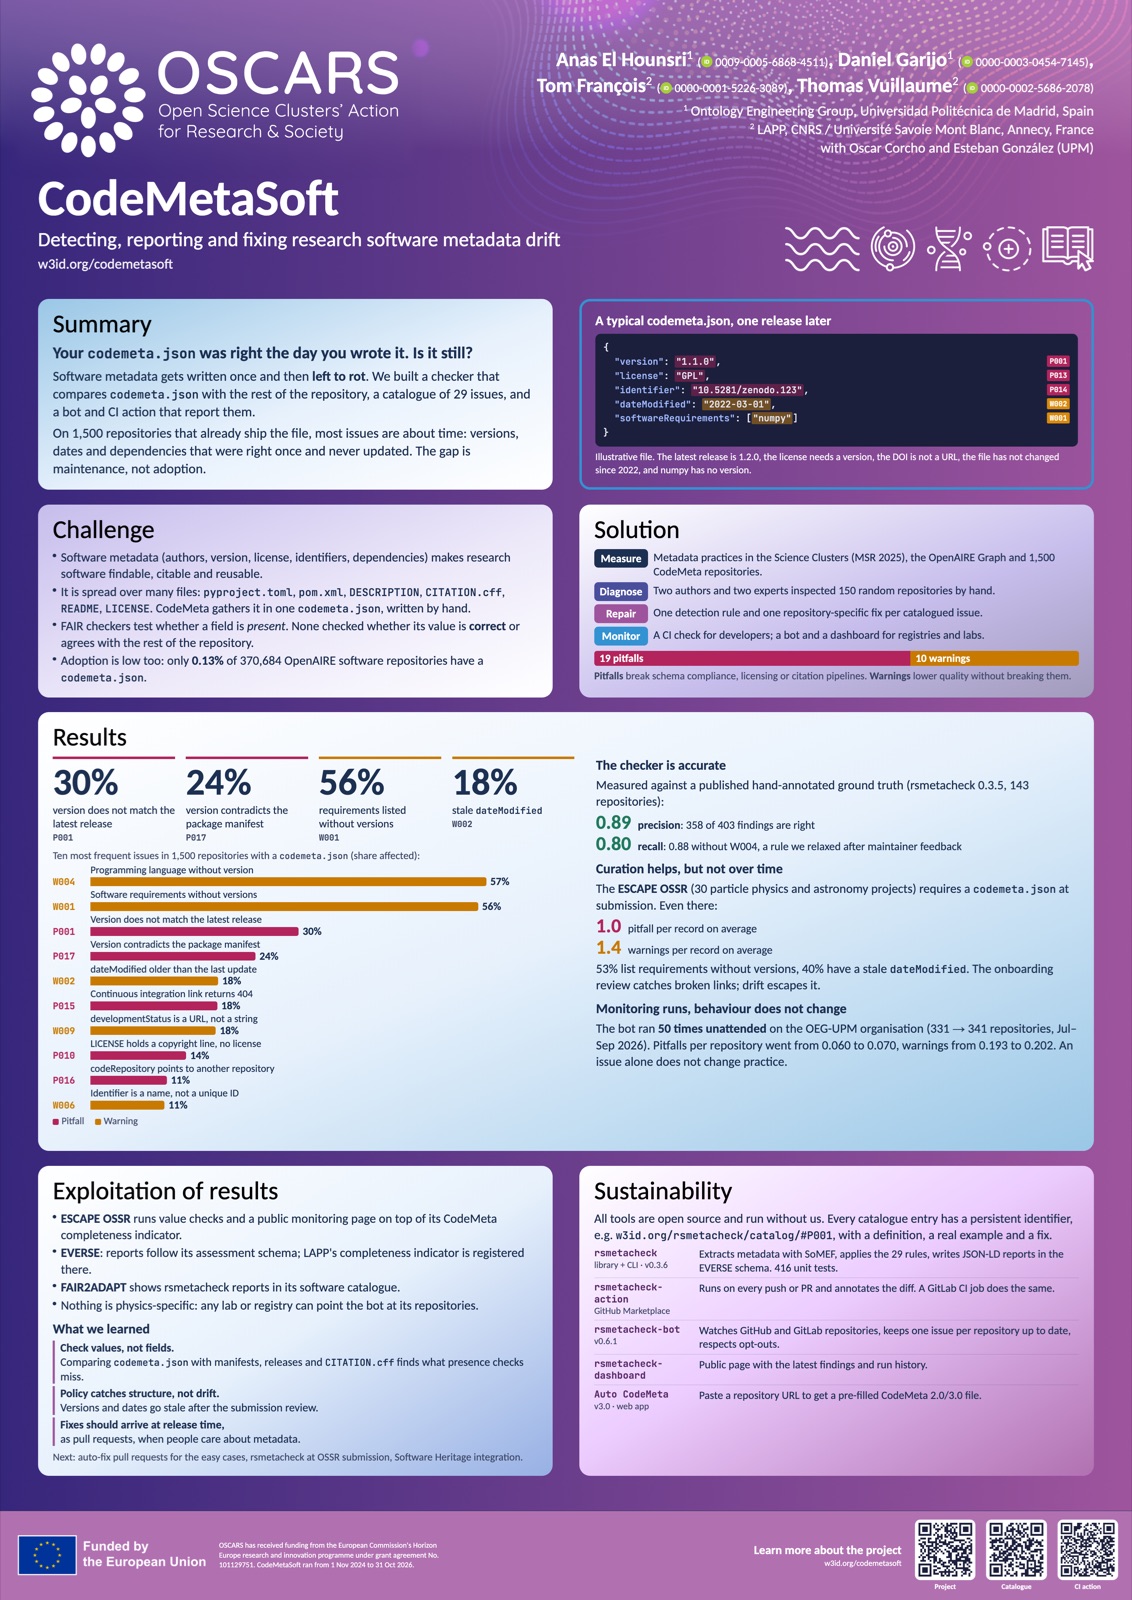 OSCARS
Open Science Clusters' Action
for Research & Society
Anas El Hounsri¹ (iD 0009-0005-6868-4511), Daniel Garijo¹ (iD 0000-0003-0454-7145),
Tom François² (iD 0000-0001-5226-3089), Thomas Vuillaume² (iD 0000-0002-5686-2078)
¹ Ontology Engineering Group, Universidad Politécnica de Madrid, Spain
² LAPP, CNRS / Université Savoie Mont Blanc, Annecy, France
with Oscar Corcho and Esteban González (UPM)
CodeMetaSoft
Detecting, reporting and fixing research software metadata drift
w3id.org/codemetasoft
Summary
Your codemeta.json was right the day you wrote it. Is it still?
Software metadata gets written once and then left to rot. We built a checker that
compares codemeta.json with the rest of the repository, a catalogue of 29 issues, and
a bot and CI action that report them.
On 1,500 repositories that already ship the file, most issues are about time: versions,
dates and dependencies that were right once and never updated. The gap is
maintenance, not adoption.
A typical codemeta.json, one release later
{
"version": "1.1.0", P001
"license": "GPL", P013
"identifier": "10.5281/zenodo.123", P014
"dateModified": "2022-03-01", W002
"softwareRequirements": ["numpy"] W001
}
Illustrative file. The latest release is 1.2.0, the license needs a version, the DOI is not a URL, the file has not changed
since 2022, and numpy has no version.
Challenge
• Software metadata (authors, version, license, identifiers, dependencies) makes research
software findable, citable and reusable.
• It is spread over many files: pyproject.toml, pom.xml, DESCRIPTION, CITATION.cff,
README, LICENSE. CodeMeta gathers it in one codemeta.json, written by hand.
• FAIR checkers test whether a field is present. None checked whether its value is correct or
agrees with the rest of the repository.
• Adoption is low too: only 0.13% of 370,684 OpenAIRE software repositories have a
codemeta.json.
Solution
Measure Metadata practices in the Science Clusters (MSR 2025), the OpenAIRE Graph and 1,500
CodeMeta repositories.
Diagnose Two authors and two experts inspected 150 random repositories by hand.
Repair One detection rule and one repository-specific fix per catalogued issue.
Monitor A CI check for developers; a bot and a dashboard for registries and labs.
19 pitfalls 10 warnings
Pitfalls break schema compliance, licensing or citation pipelines. Warnings lower quality without breaking them.
Results
30% 24% 56% 18%
version does not match the version contradicts the requirements listed stale dateModified
latest release package manifest without versions W002
P001 P017 W001
Ten most frequent issues in 1,500 repositories with a codemeta.json (share affected):
Programming language without version
W004 57%
Software requirements without versions
W001 56%
Version does not match the latest release
P001 30%
Version contradicts the package manifest
P017 24%
dateModified older than the last update
W002 18%
Continuous integration link returns 404
P015 18%
developmentStatus is a URL, not a string
W009 18%
LICENSE holds a copyright line, no license
P010 14%
codeRepository points to another repository
P016 11%
Identifier is a name, not a unique ID
W006 11%
Pitfall Warning
The checker is accurate
Measured against a published hand-annotated ground truth (rsmetacheck 0.3.5, 143
repositories):
0.89 precision: 358 of 403 findings are right
0.80 recall: 0.88 without W004, a rule we relaxed after maintainer feedback
Curation helps, but not over time
The ESCAPE OSSR (30 particle physics and astronomy projects) requires a codemeta.json at
submission. Even there:
1.0 pitfall per record on average
1.4 warnings per record on average
53% list requirements without versions, 40% have a stale dateModified. The onboarding
review catches broken links; drift escapes it.
Monitoring runs, behaviour does not change
The bot ran 50 times unattended on the OEG-UPM organisation (331 → 341 repositories, Jul–
Sep 2026). Pitfalls per repository went from 0.060 to 0.070, warnings from 0.193 to 0.202. An
issue alone does not change practice.
Exploitation of results
• ESCAPE OSSR runs value checks and a public monitoring page on top of its CodeMeta
completeness indicator.
• EVERSE: reports follow its assessment schema; LAPP's completeness indicator is registered
there.
• FAIR2ADAPT shows rsmetacheck reports in its software catalogue.
• Nothing is physics-specific: any lab or registry can point the bot at its repositories.
What we learned
Check values, not fields.
Comparing codemeta.json with manifests, releases and CITATION.cff finds what presence checks
miss.
Policy catches structure, not drift.
Versions and dates go stale after the submission review.
Fixes should arrive at release time,
as pull requests, when people care about metadata.
Next: auto-fix pull requests for the easy cases, rsmetacheck at OSSR submission, Software Heritage integration.
Sustainability
All tools are open source and run without us. Every catalogue entry has a persistent identifier,
e.g. w3id.org/rsmetacheck/catalog/#P001, with a definition, a real example and a fix.
rsmetacheck Extracts metadata with SoMEF, applies the 29 rules, writes JSON-LD reports in the
library + CLI · v0.3.6 EVERSE schema. 416 unit tests.
rsmetacheck- Runs on every push or PR and annotates the diff. A GitLab CI job does the same.
action
GitHub Marketplace
rsmetacheck-bot Watches GitHub and GitLab repositories, keeps one issue per repository up to date,
v0.6.1 respects opt-outs.
rsmetacheck- Public page with the latest findings and run history.
dashboard
Auto CodeMeta Paste a repository URL to get a pre-filled CodeMeta 2.0/3.0 file.
v3.0 · web app
Funded by
the European Union
OSCARS has received funding from the European Commission's Horizon
Europe research and innovation programme under grant agreement No.
101129751. CodeMetaSoft ran from 1 Nov 2024 to 31 Oct 2026.
Learn more about the project
w3id.org/codemetasoft
Project Catalogue CI action